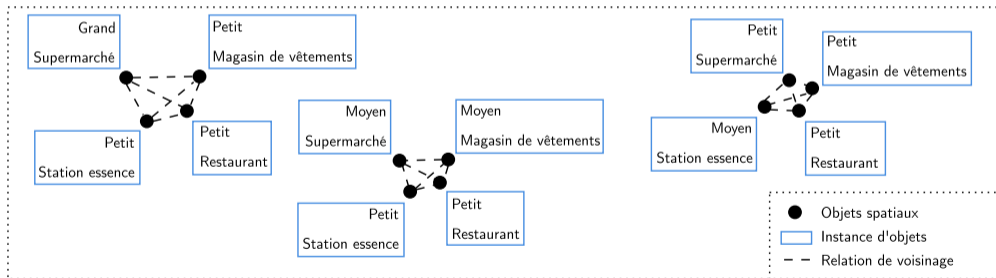 Grand
Supermarché
Petit
Magasin de vêtements
Petit
Station essence
Petit
Restaurant
Moyen
Supermarché
Moyen
Magasin de vêtements
Petit
Station essence
Petit
Restaurant
Petit
Supermarché
Petit
Magasin de vêtements
Moyen
Station essence
Petit
Restaurant
Objets spatiaux
Instance d'objets
Relation de voisinage